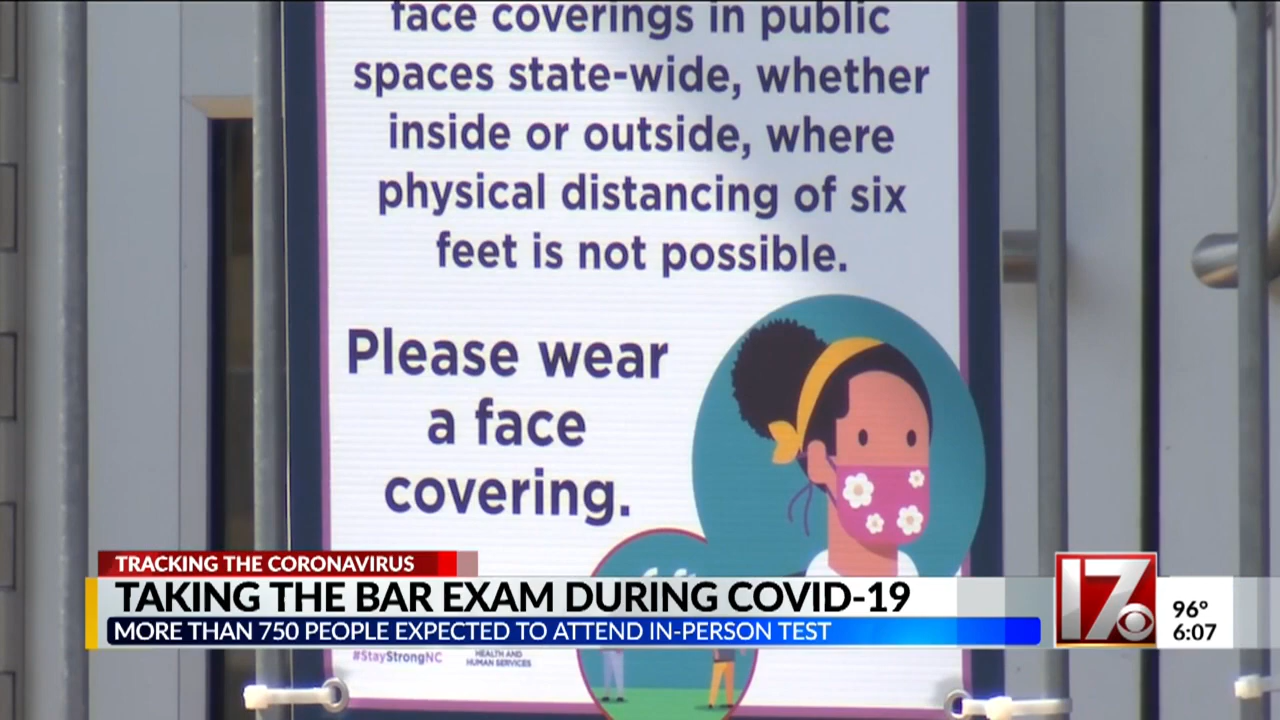 face coverings in public
spaces state-wide, whether
inside or outside, where
physical distancing of six
feet is not possible.
Please wear
a face
covering.
TRACKING THE CORONAVIRUS
TAKING THE BAR EXAM DURING COVID-19
MORE THAN 750 PEOPLE EXPECTED TO ATTEND IN-PERSON TEST
17
96°
6:07
#StayStrongNC
HEALTH AND
HUMAN SERVICES